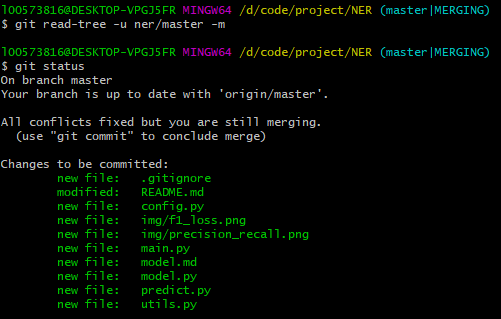 l00573816@DESKTOP-VPGJ5FR MINGW64 /d/code/project/NER (master|MERGING)
$ git read-tree -u ner/master -m
l00573816@DESKTOP-VPGJ5FR MINGW64 /d/code/project/NER (master|MERGING)
$ git status
On branch master
Your branch is up to date with 'origin/master'.
All conflicts fixed but you are still merging.
(use "git commit" to conclude merge)
Changes to be committed:
new file: .gitignore
modified: README.md
new file: config.py
new file: img/f1_loss.png
new file: img/precision_recall.png
new file: main.py
new file: model.md
new file: model.py
new file: predict.py
new file: utils.py